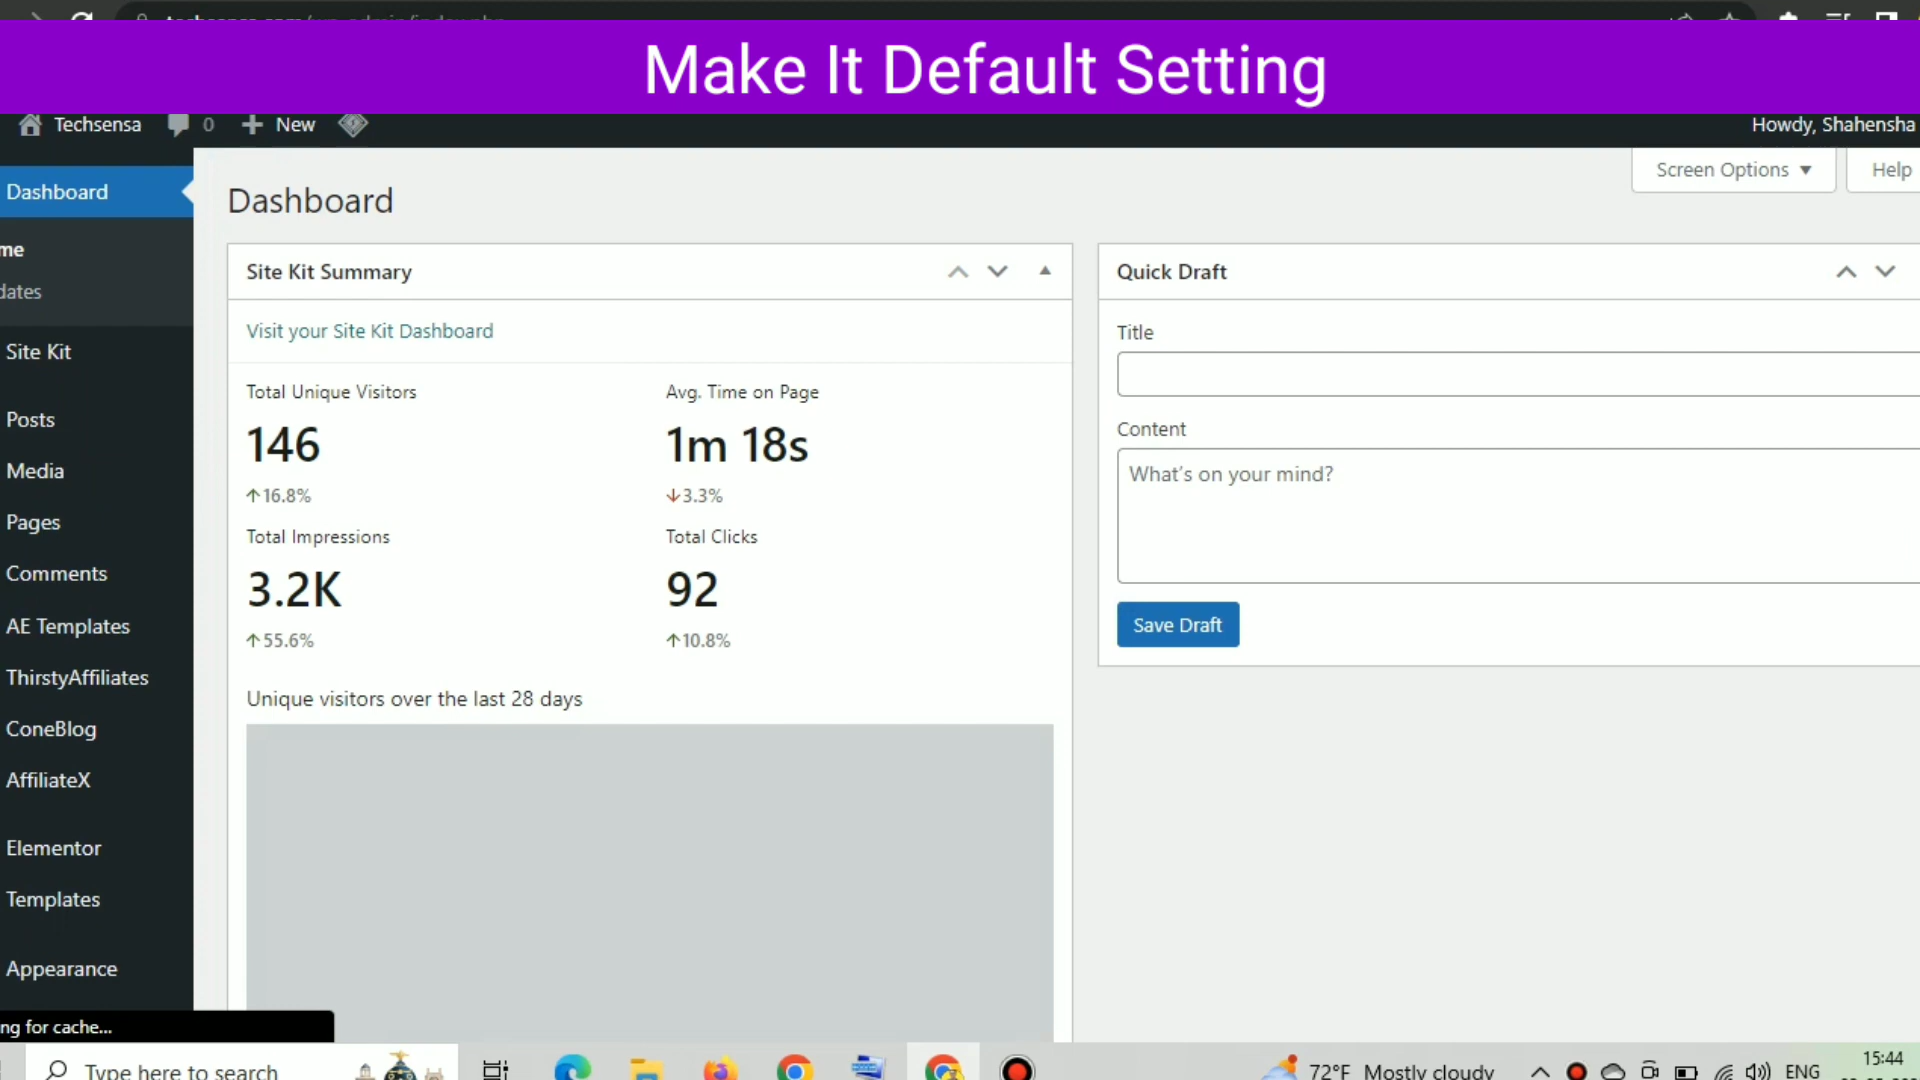 Make It Default Setting
Techsensa 0 New
Howdy, Shahensha
Dashboard
me
dates
Site Kit
Posts
Media
Pages
Comments
AE Templates
ThirstyAffiliates
ConeBlog
AffiliateX
Elementor
Templates
Appearance
Screen Options ▼ Help
Dashboard
Site Kit Summary
Visit your Site Kit Dashboard
Total Unique Visitors
146
↑16.8%
Avg. Time on Page
1m 18s
↓3.3%
Total Impressions
3.2K
↑55.6%
Total Clicks
92
↑10.8%
Unique visitors over the last 28 days
Quick Draft
Title
Content
What's on your mind?
Save Draft
ng for cache...
Type here to search
72°F Mostly cloudy
ENG
15:44